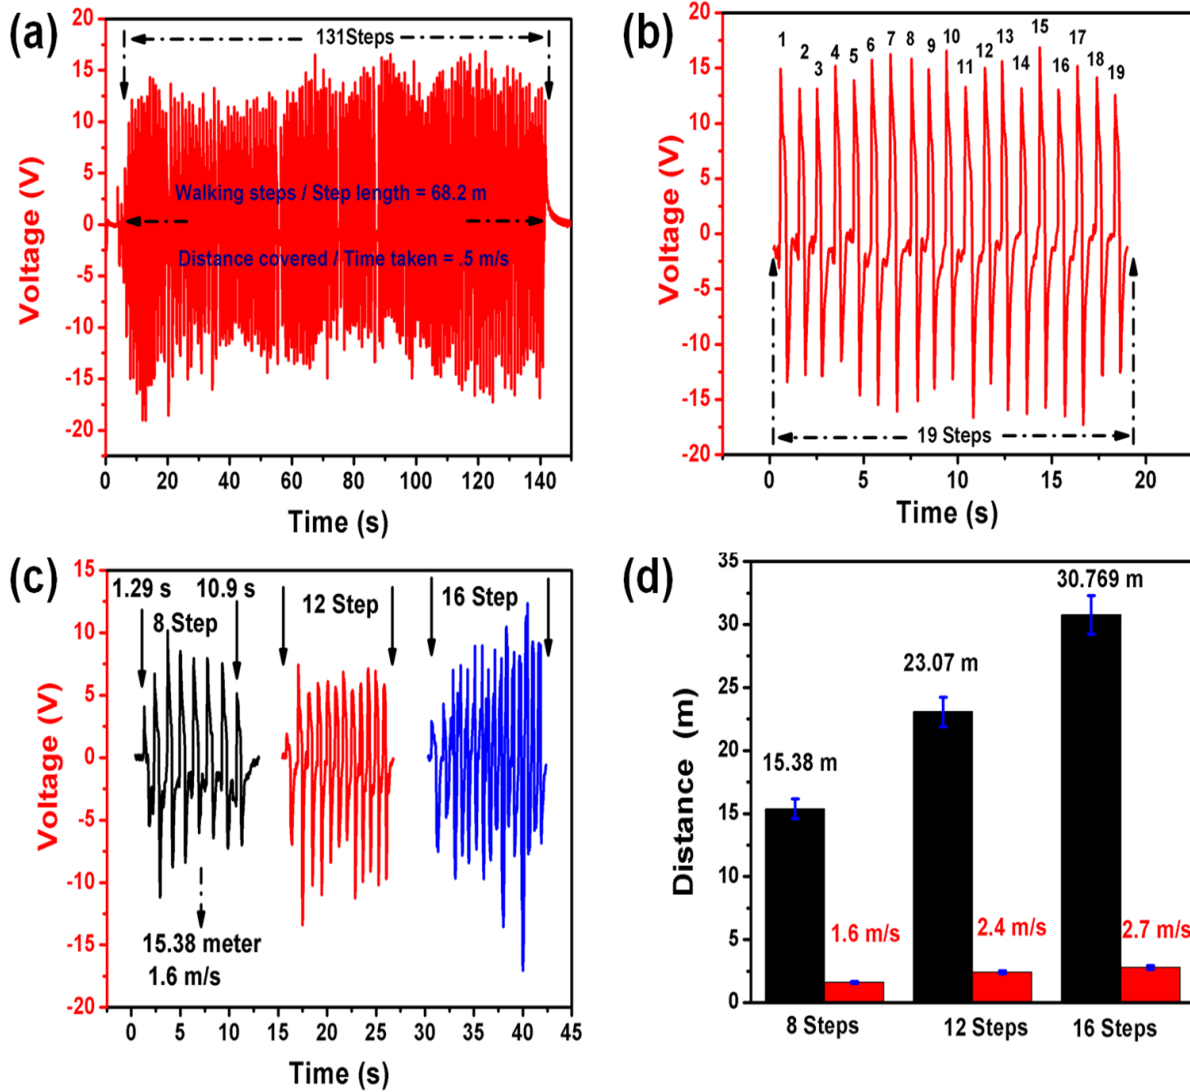 (a)
20
15
10
5
0
-5
-10
-15
-20
Voltage (V)
131Steps
Walking steps / Step length = 68.2 m
Distance covered / Time taken = .5 m/s
0 20 40 60 80 100 120 140
Time (s)
(b)
20
15
10
5
0
-5
-10
-15
-20
Voltage (V)
1 2 3 4 5 6 7 8 9 10 11 12 13 14 15 16 17 18 19
19 Steps
0 5 10 15 20
Time (s)
(c)
15
10
5
0
-5
-10
-15
-20
Voltage (V)
1.29 s 10.9 s
8 Step
12 Step
16 Step
15.38 meter
1.6 m/s
0 5 10 15 20 25 30 35 40 45
Time (s)
(d)
35
30
25
20
15
10
5
0
Distance (m)
15.38 m
23.07 m
30.769 m
1.6 m/s
2.4 m/s
2.7 m/s
8 Steps
12 Steps
16 Steps